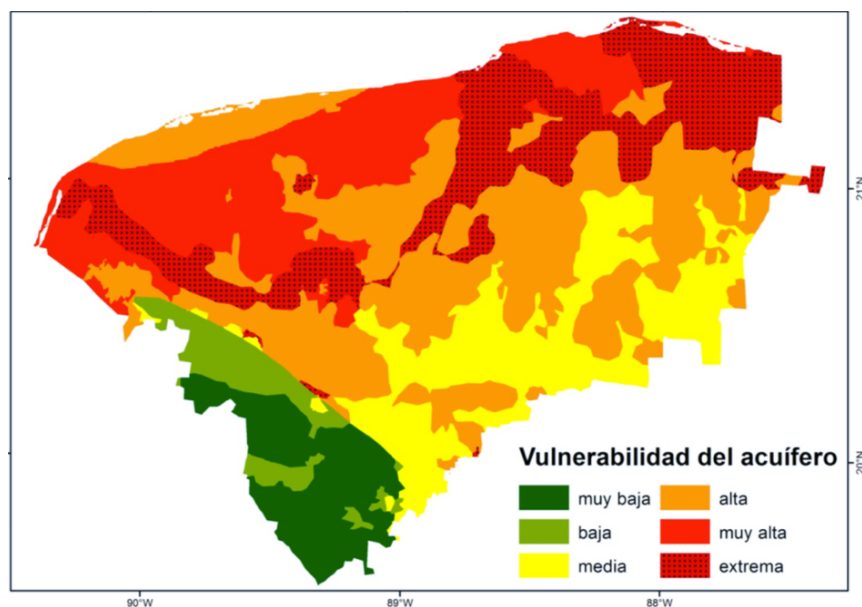 21°N
20°N
Vulnerabilidad del acuífero
muy baja
alta
baja
muy alta
media
extrema
90°W
89°W
88°W